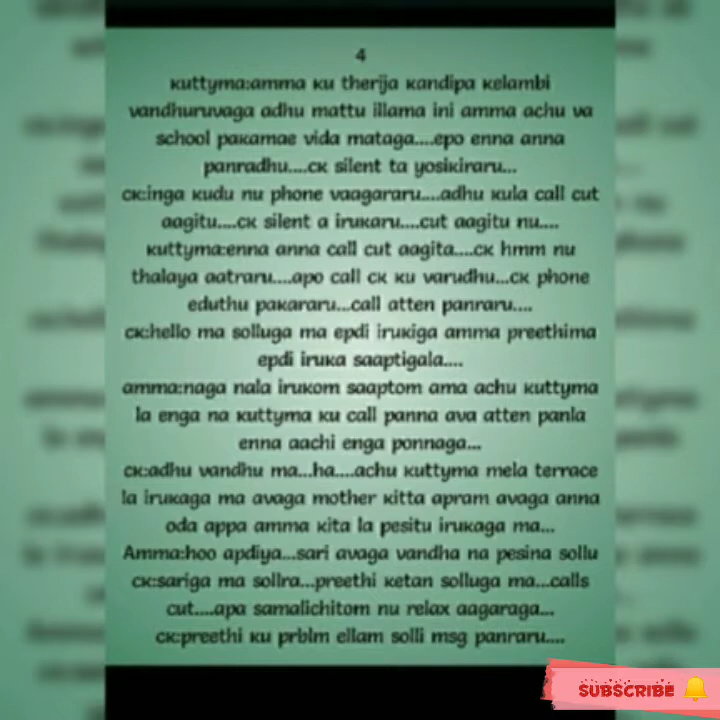 4
kuttyma:amma ku therija kandipa kelambi
vandhuruvaga adhu mattu illama ini amma achu va
school pakamae vida mataga....epo enna anna
panradhu....ck silent ta yosikiraru...
ck:inga kudu nu phone vaagararu....adhu kula call cut
aagitu....ck silent a irukaru....cut aagitu nu....
kuttyma:enna anna call cut aagita....ck hmm nu
thalaya aatraru....apo call ck ku varudhu...ck phone
eduthu pakararu...call atten panraru....
ck:hello ma solluga ma epdi irukiga amma preethima
epdi iruka saaptigala....
amma:naga nala irukom saaptom ama achu kuttyma
la enga na kuttyma ku call panna ava atten panla
enna aachi enga ponnaga...
ck:adhu vandhu ma...ha....achu kuttyma mela terrace
la irukaga ma avaga mother kitta apram avaga anna
oda appa amma kita la pesitu irukaga ma...
Amma:hoo apdiya...sari avaga vandha na pesina sollu
ck:sariga ma sollra...preethi ketan solluga ma...calls
cut....apa samalichitom nu relax aagaraga...
ck:preethi ku prblm ellam solli msg panraru....
SUBSCRIBE